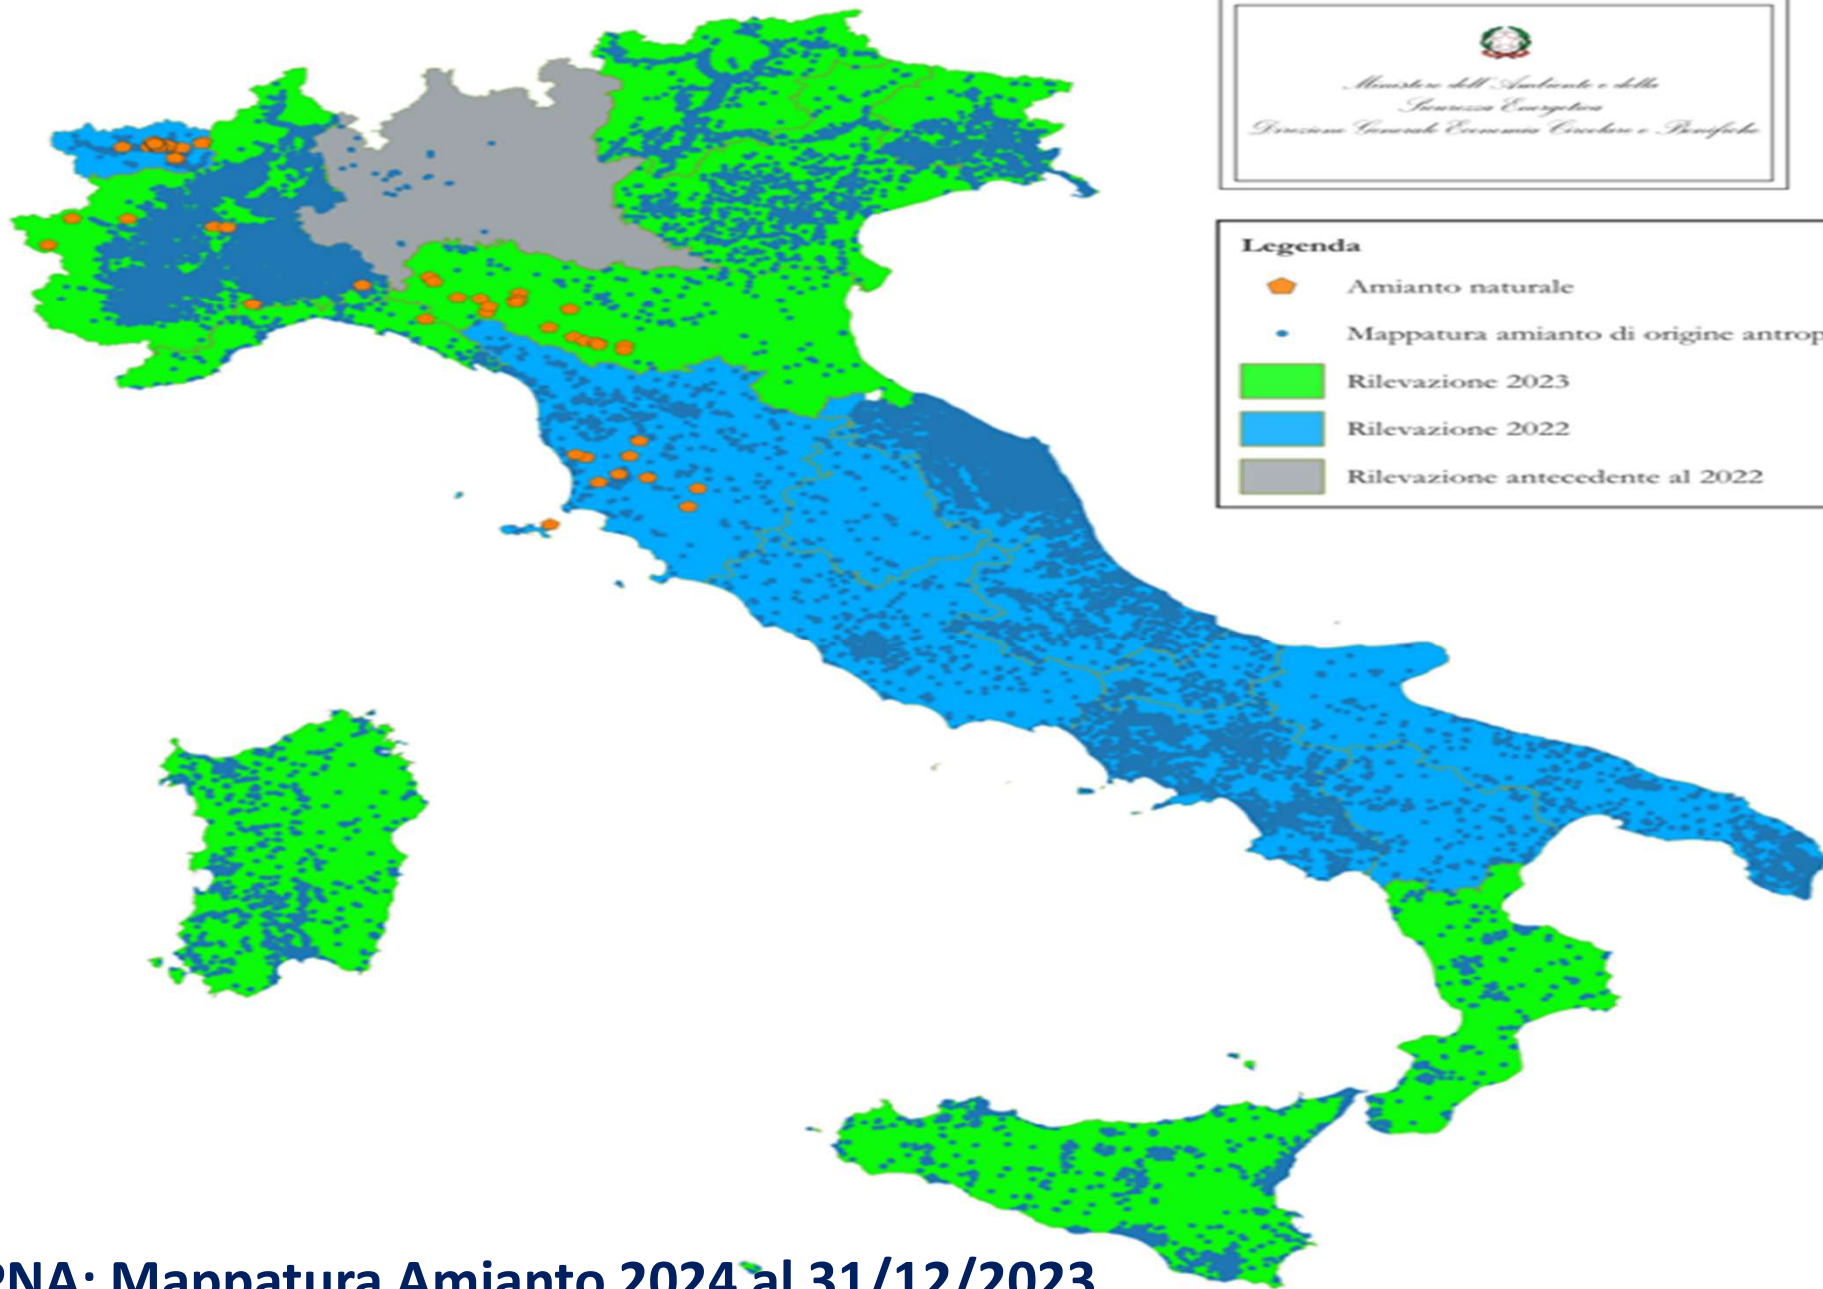 Ministero dell'Ambiente e della
Sicurezza Energetica
Direzione Generale Economia Circolare e Bonifiche
Legenda
Amianto naturale
Mappatura amianto di origine antrop
Rilevazione 2023
Rilevazione 2022
Rilevazione antecedente al 2022
PNA: Mappatura Amianto 2024 al 31/12/2023